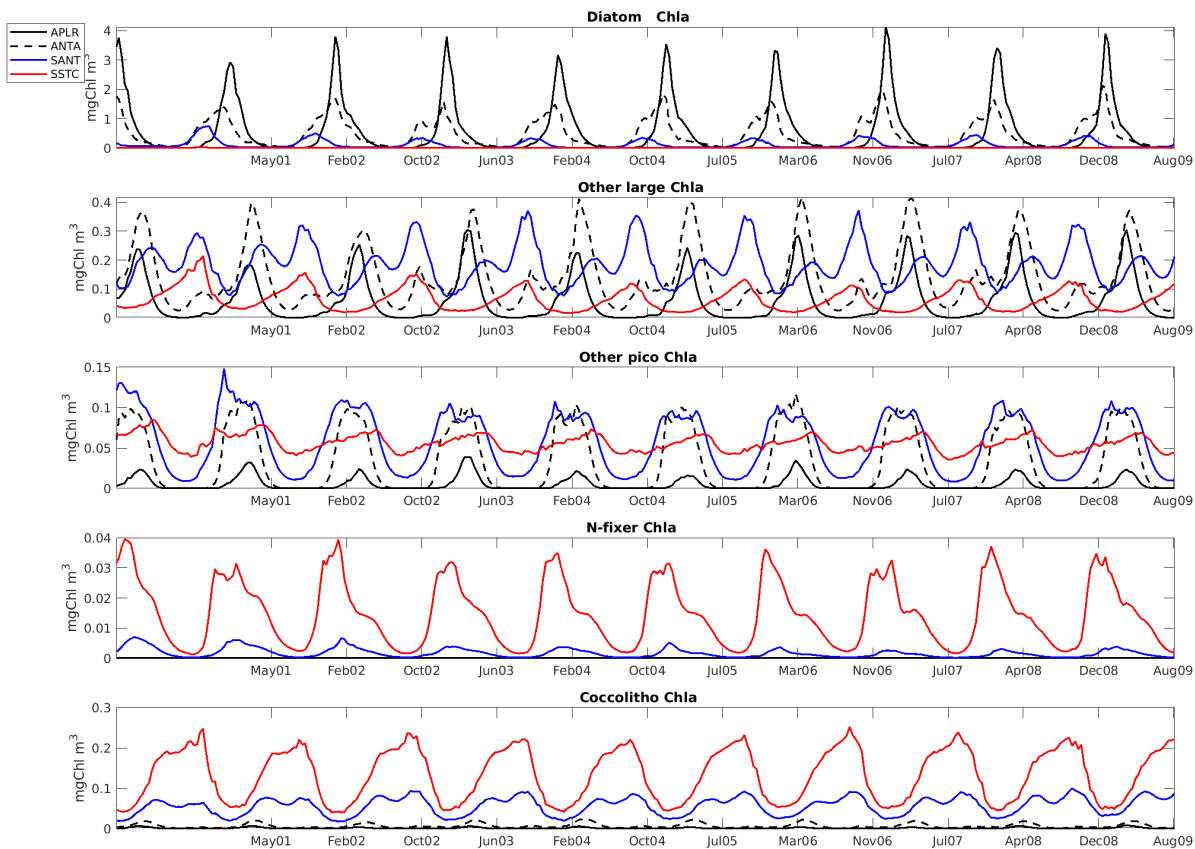 Diatom   Chla
APLR
ANTA
SANT
SSTC
mgChl m³
4
3
2
1
0
May01 Feb02 Oct02 Jun03 Feb04 Oct04 Jul05 Mar06 Nov06 Jul07 Apr08 Dec08 Aug09
Other large Chla
mgChl m³
0.4
0.3
0.2
0.1
0
May01 Feb02 Oct02 Jun03 Feb04 Oct04 Jul05 Mar06 Nov06 Jul07 Apr08 Dec08 Aug09
Other pico Chla
mgChl m³
0.15
0.1
0.05
0
May01 Feb02 Oct02 Jun03 Feb04 Oct04 Jul05 Mar06 Nov06 Jul07 Apr08 Dec08 Aug09
N-fixer Chla
mgChl m³
0.04
0.03
0.02
0.01
0
May01 Feb02 Oct02 Jun03 Feb04 Oct04 Jul05 Mar06 Nov06 Jul07 Apr08 Dec08 Aug09
Coccolitho Chla
mgChl m³
0.3
0.2
0.1
0
May01 Feb02 Oct02 Jun03 Feb04 Oct04 Jul05 Mar06 Nov06 Jul07 Apr08 Dec08 Aug09